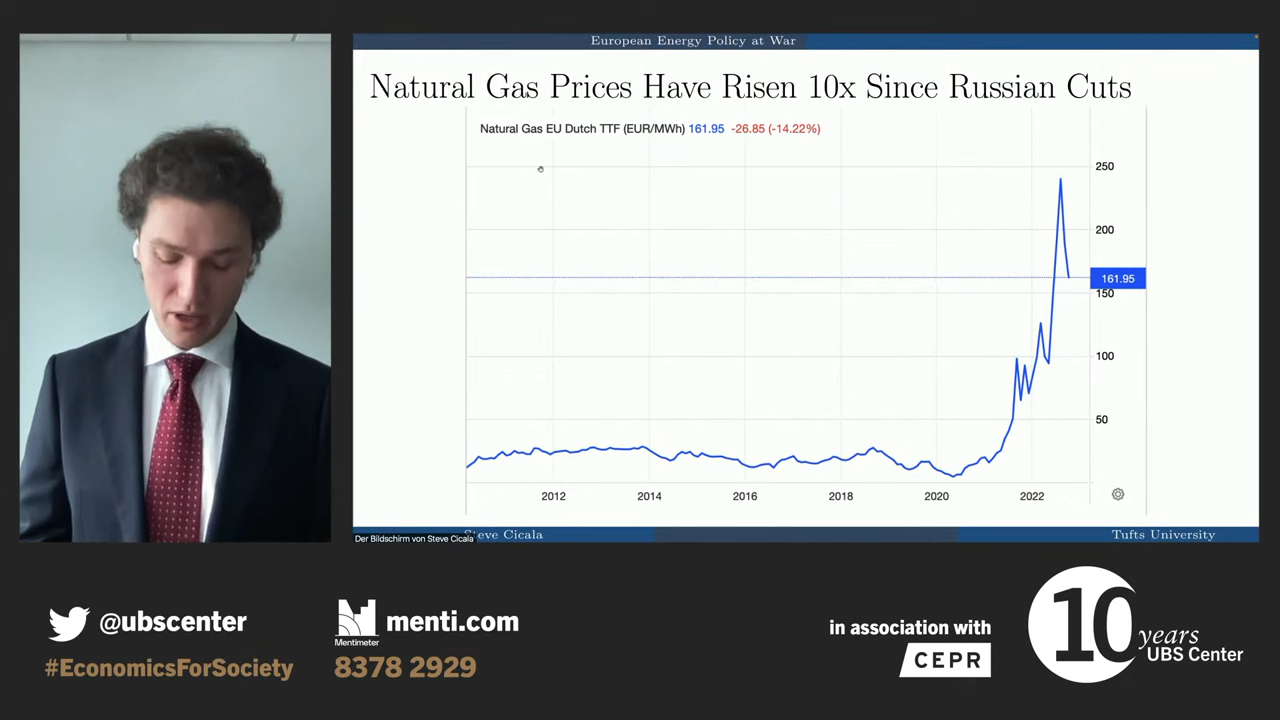 European Energy Policy at War
Natural Gas Prices Have Risen 10x Since Russian Cuts
Natural Gas EU Dutch TTF (EUR/MWh) 161.95 -26.85 (-14.22%)
250
200
161.95
150
100
50
2012 2014 2016 2018 2020 2022
Der Bildschirm von Steve Cicala
Steve Cicala
Tufts University
@ubscenter
#EconomicsForSociety
Mentimeter
menti.com
8378 2929
in association with
CEPR
10 years
UBS Center